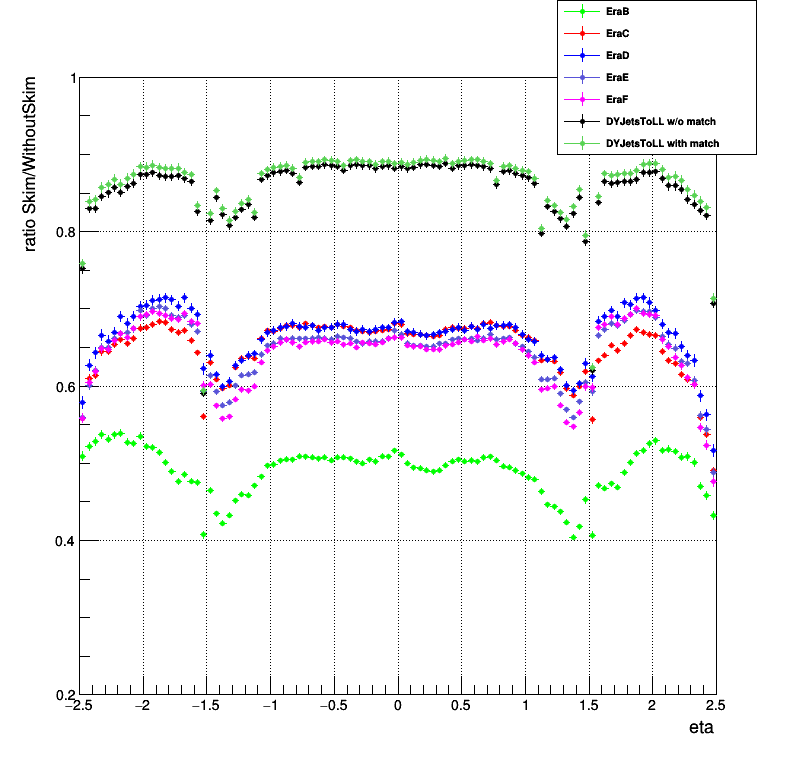 EraB
EraC
EraD
EraE
EraF
DYJetsToLL w/o match
DYJetsToLL with match
ratio Skim/WithoutSkim
1
0.8
0.6
0.4
0.2
−2.5 −2 −1.5 −1 −0.5 0 0.5 1 1.5 2 2.5
eta